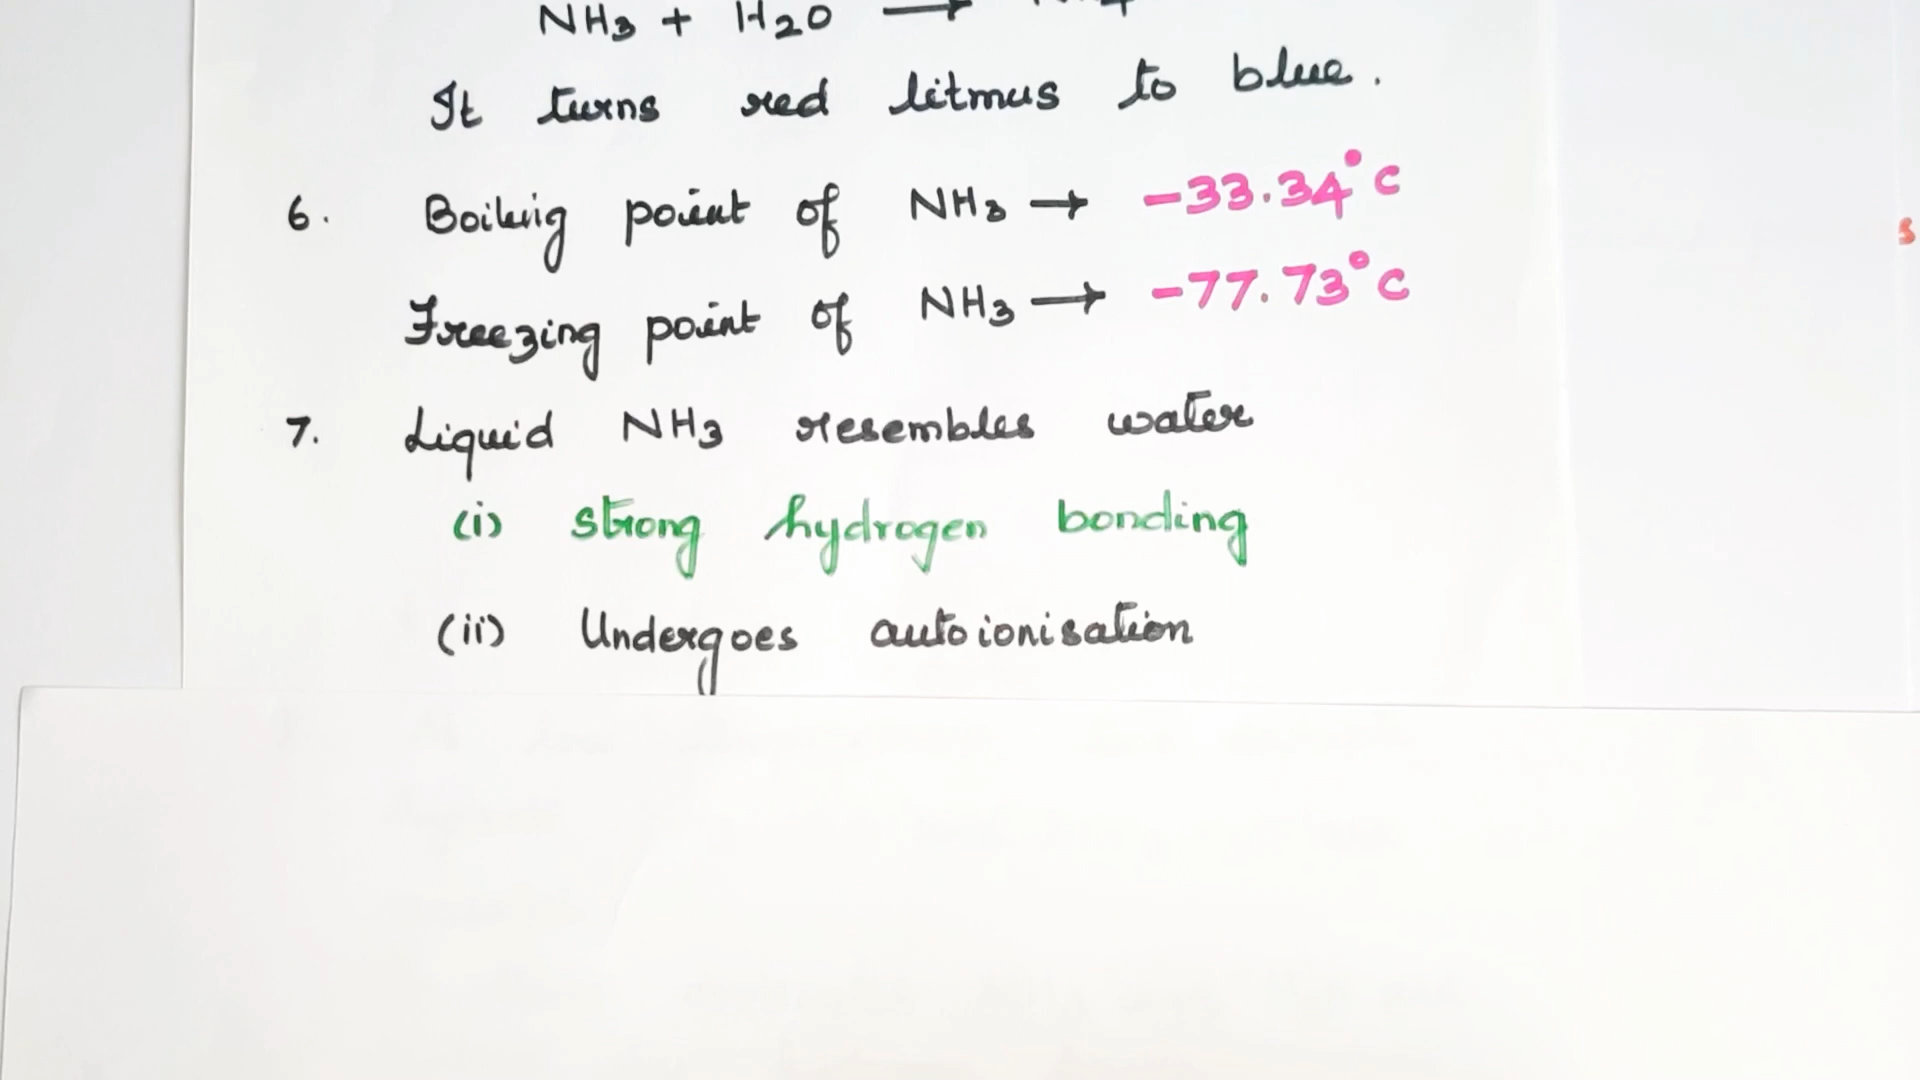 NH3 + H2O →
It turns red litmus to blue.
6. Boiling point of NH3 → -33.34°C
Freezing point of NH3 → -77.73°C
7. Liquid NH3 resembles water
(i) strong hydrogen bonding
(ii) Undergoes autoionisation